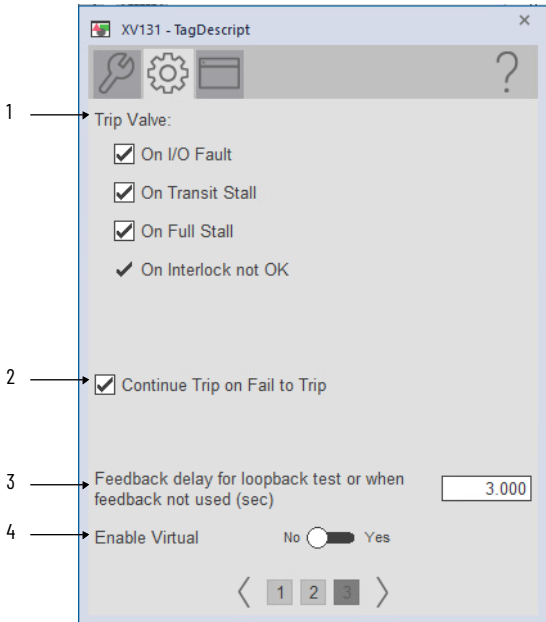 XV131 - TagDescript
×
?
1
Trip Valve:
On I/O Fault
On Transit Stall
On Full Stall
On Interlock not OK
2
Continue Trip on Fail to Trip
3
Feedback delay for loopback test or when
feedback not used (sec)
3.000
4
Enable Virtual No Yes
1 2 3